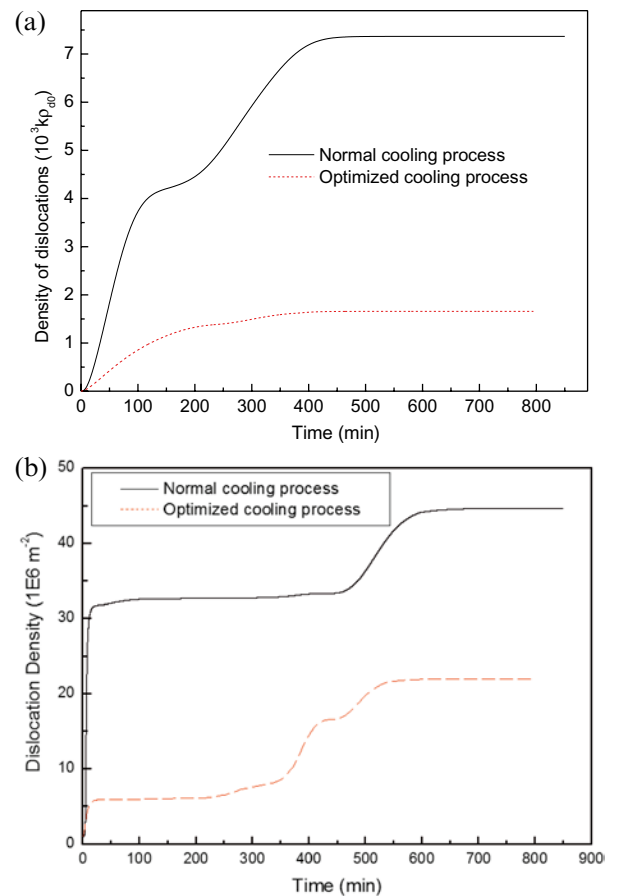 (a)
Density of dislocations (10³kρd0)
7
6
5
4
3
2
1
0
Normal cooling process
Optimized cooling process
0 100 200 300 400 500 600 700 800
Time (min)
(b)
Dislocation Density (1E6 m⁻²)
50
40
30
20
10
0
Normal cooling process
Optimized cooling process
0 100 200 300 400 500 600 700 800 900
Time (min)